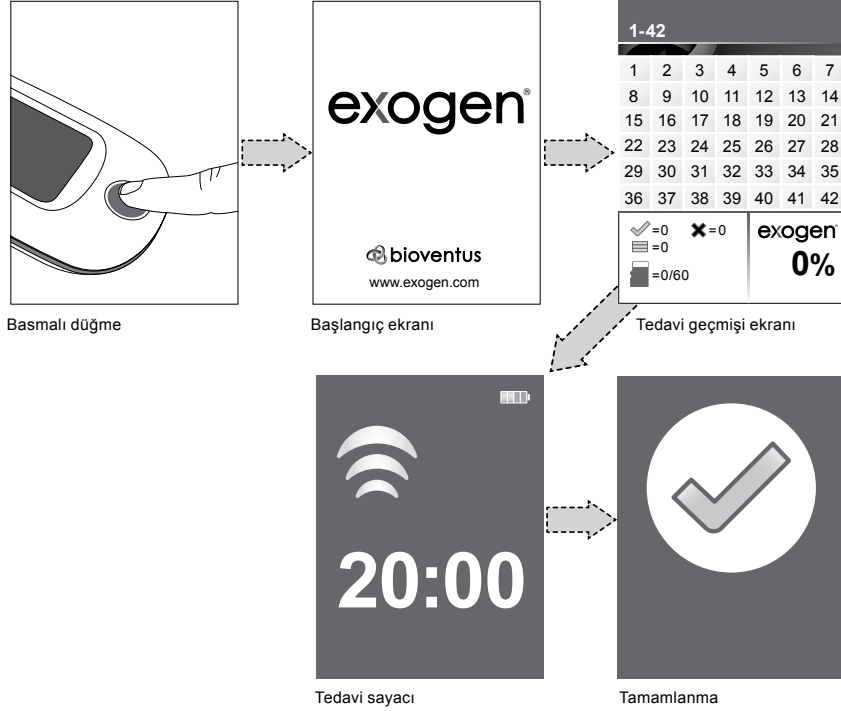 exogen®
bioventus
www.exogen.com
1-42
1 2 3 4 5 6 7
8 9 10 11 12 13 14
15 16 17 18 19 20 21
22 23 24 25 26 27 28
29 30 31 32 33 34 35
36 37 38 39 40 41 42
=0 =0
=0
=0/60
exogen
0%
Basmalı düğme
Başlangıç ekranı
Tedavi geçmişi ekranı
20:00
Tedavi sayacı
Tamamlanma